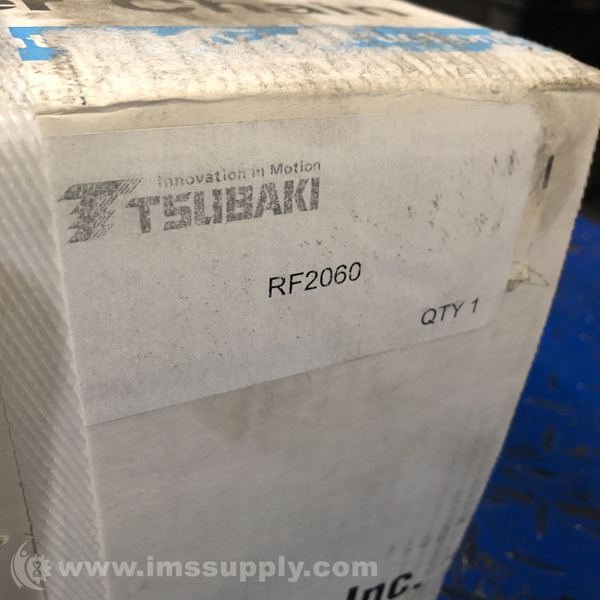 Innovation in Motion
TSUBAKI
RF2060
QTY 1
Inc.
www.imssupply.com